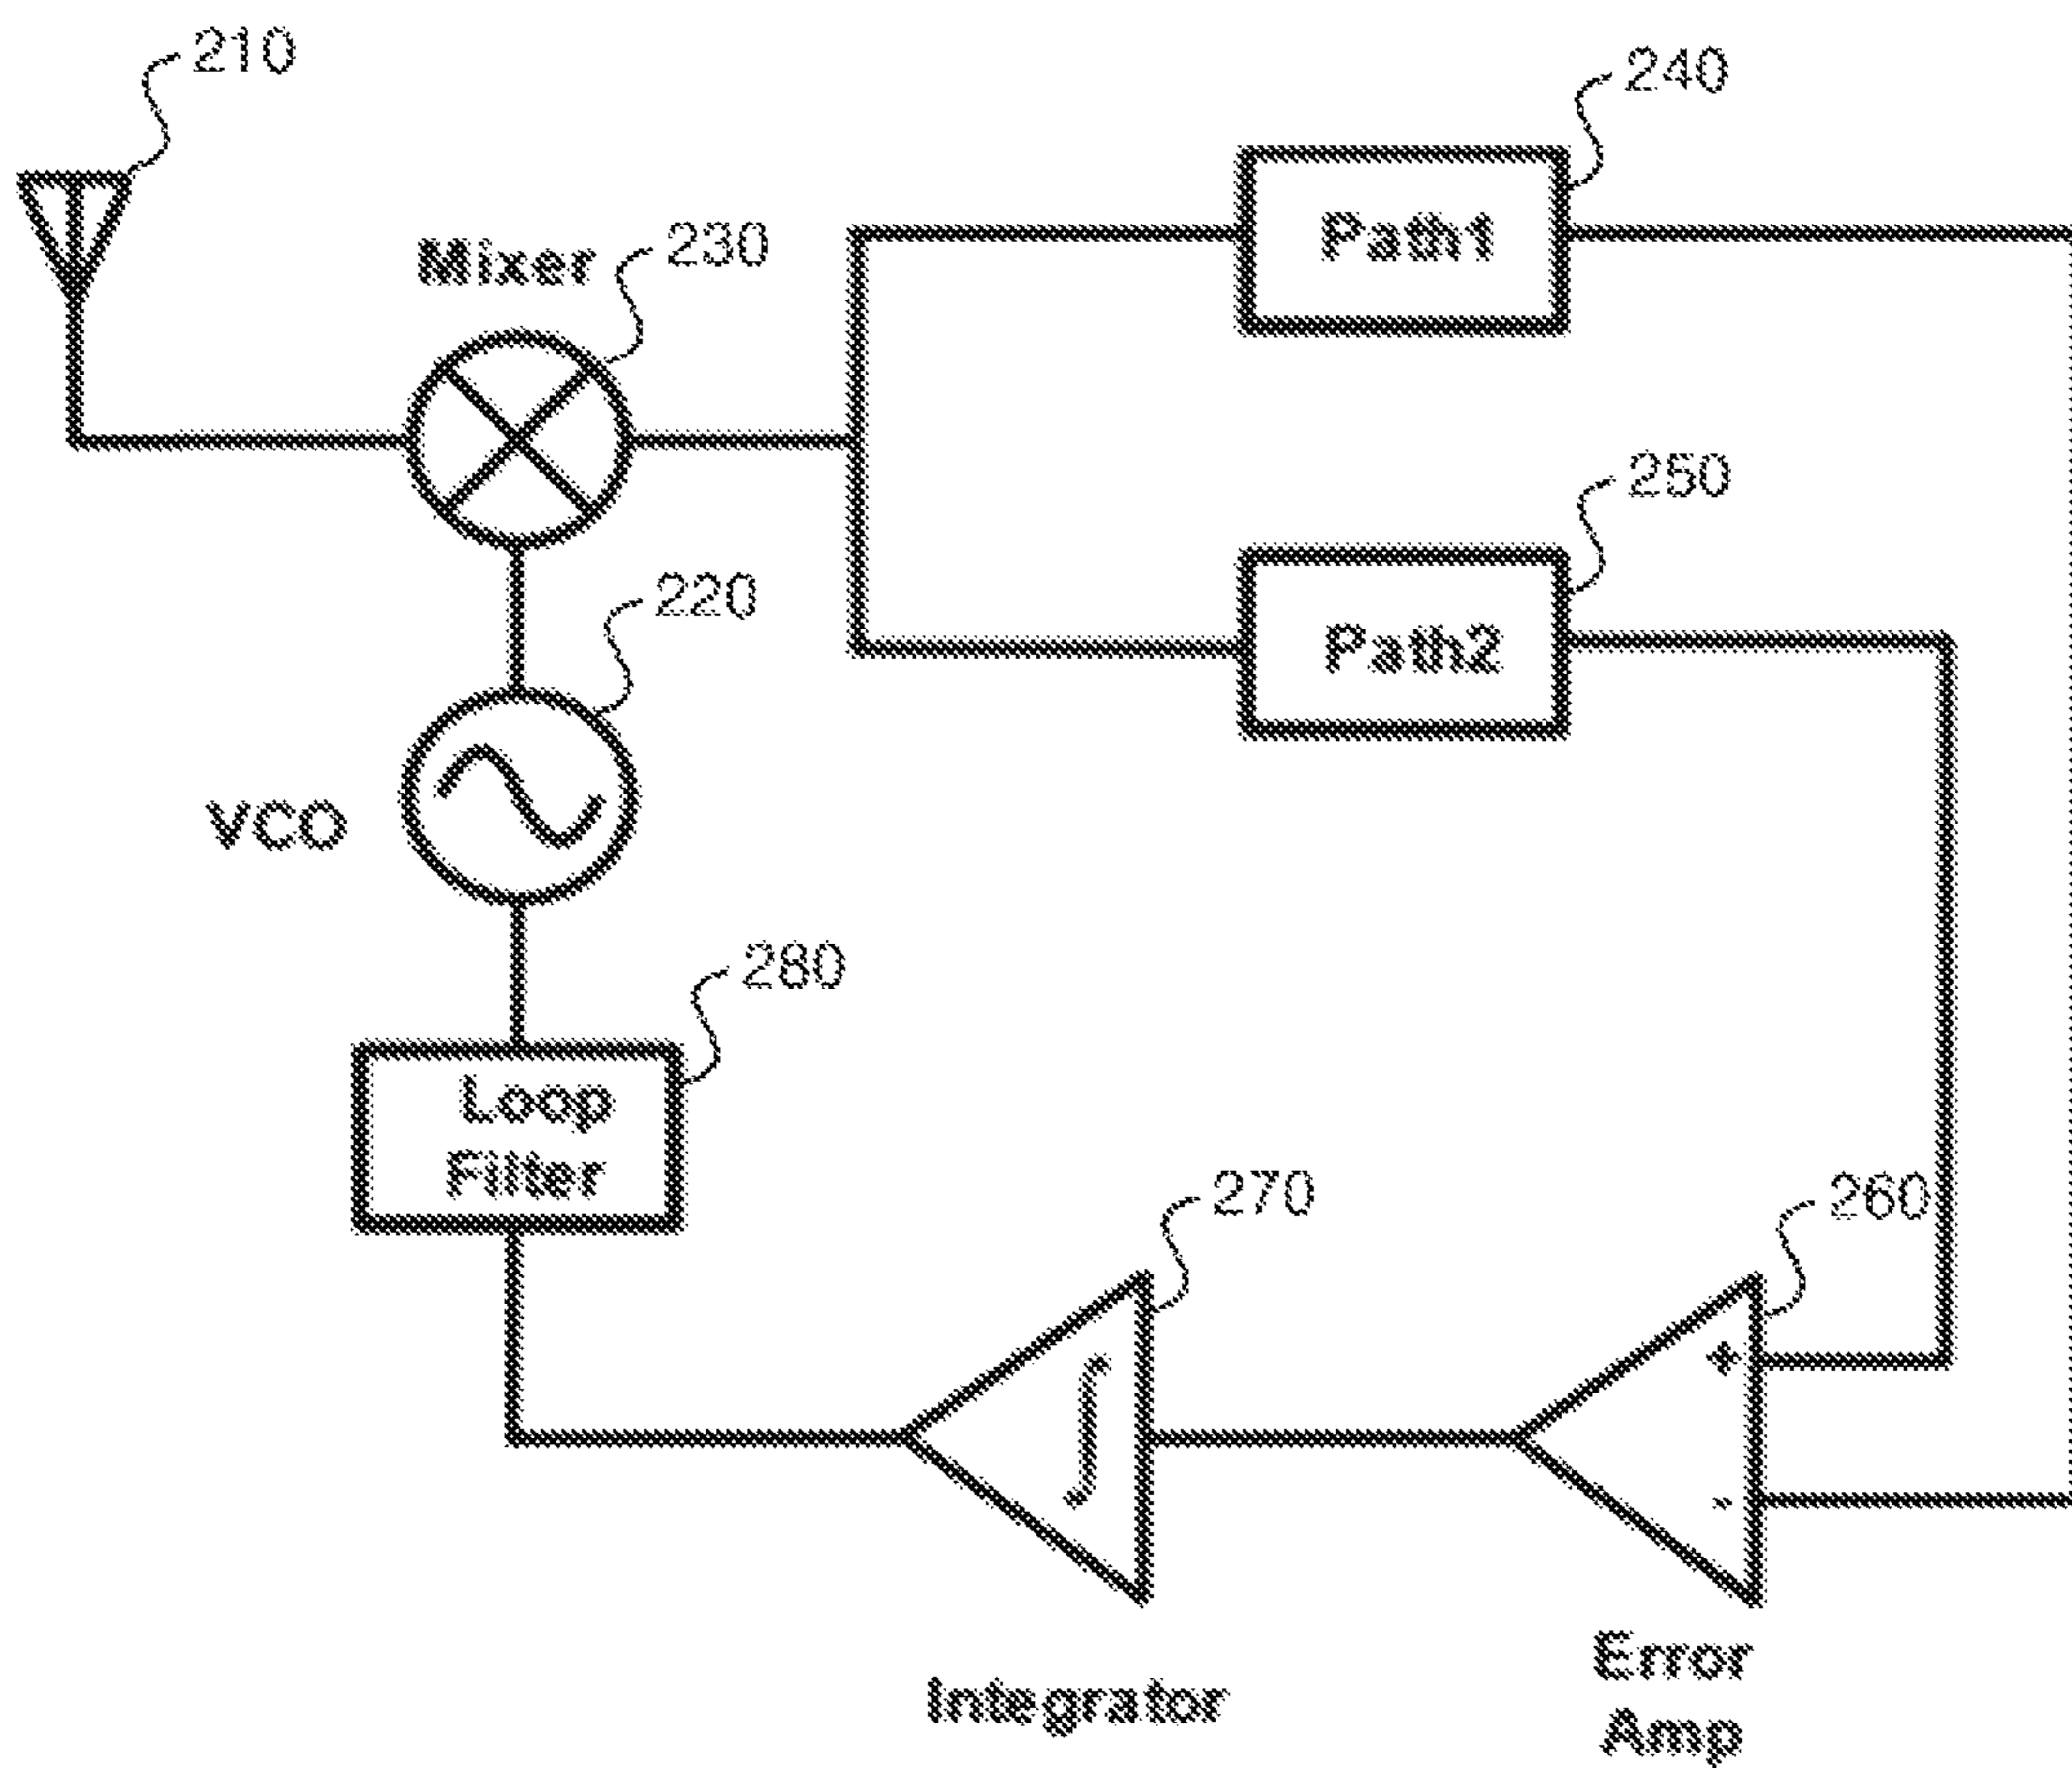 210
240
Mixer
230
Path1
250
220
Path2
VCO
280
Loop
Filter
270
260
+
-
∫
Error
Amp
Integrator